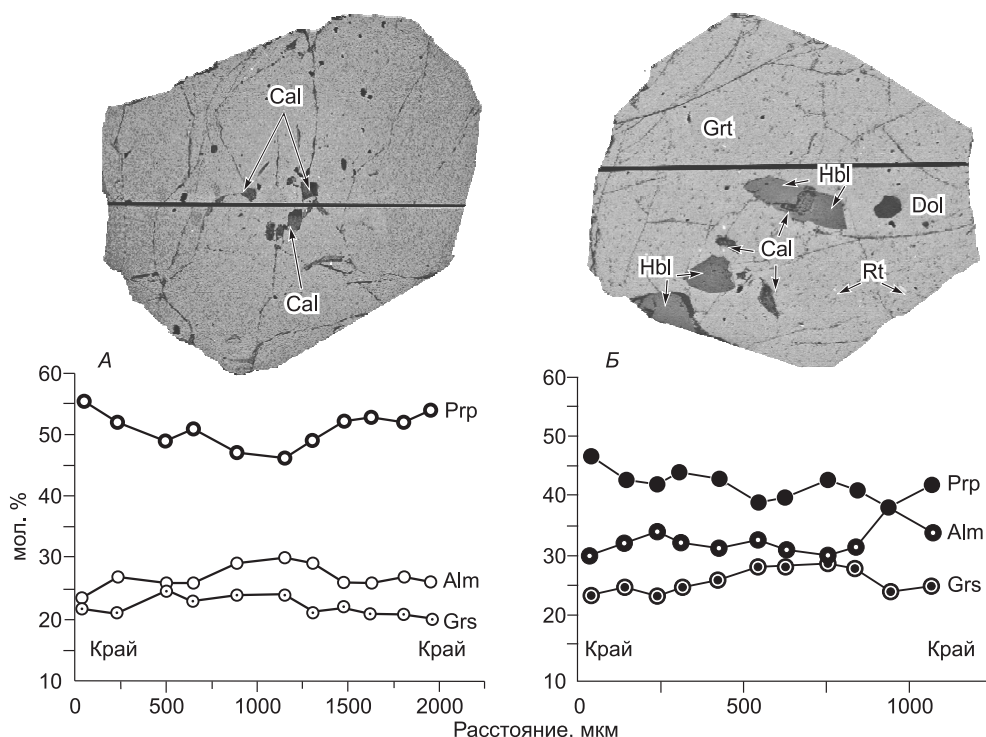 Cal
Cal
А
60
50
40
30
20
10
мол. %
Prp
Alm
Grs
Край
Край
0
500
1000
1500
2000
Grt
Hbl
Dol
Cal
Hbl
Rt
Б
60
50
40
30
20
10
Prp
Alm
Grs
Край
Край
0
500
1000
Расстояние, мкм